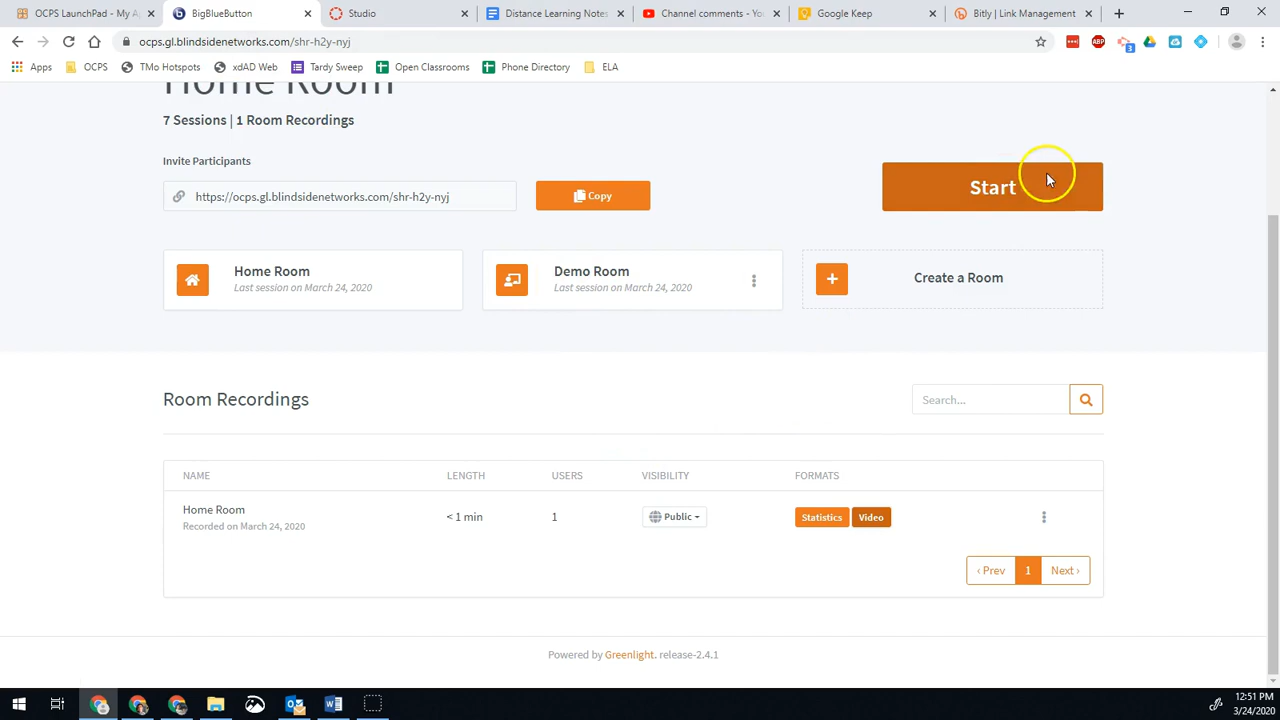 OCPS LaunchPad - My A
BigBlueButton
Studio
Distance Learning Notes
Channel comments - Yo
Google Keep
Bitly | Link Management
ocps.gl.blindsidenetworks.com/shr-h2y-nyj
ABP
3
Apps
OCPS
TMo Hotspots
xdAD Web
Tardy Sweep
Open Classrooms
Phone Directory
ELA
Home Room
7 Sessions | 1 Room Recordings
Invite Participants
https://ocps.gl.blindsidenetworks.com/shr-h2y-nyj
Copy
Start
Home Room
Last session on March 24, 2020
Demo Room
Last session on March 24, 2020
Create a Room
Room Recordings
Search...
NAME LENGTH USERS VISIBILITY FORMATS
Home Room
Recorded on March 24, 2020
< 1 min 1 Public Statistics Video
‹ Prev 1 Next ›
Powered by Greenlight. release-2.4.1
12:51 PM
3/24/2020